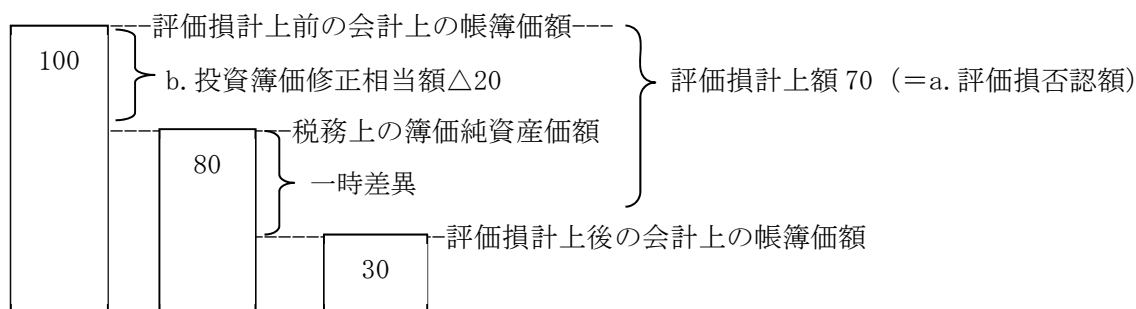 評価損計上前の会計上の帳簿価額
100
b. 投資簿価修正相当額△20
評価損計上額 70（＝a. 評価損否認額）
税務上の簿価純資産価額
80
一時差異
評価損計上後の会計上の帳簿価額
30